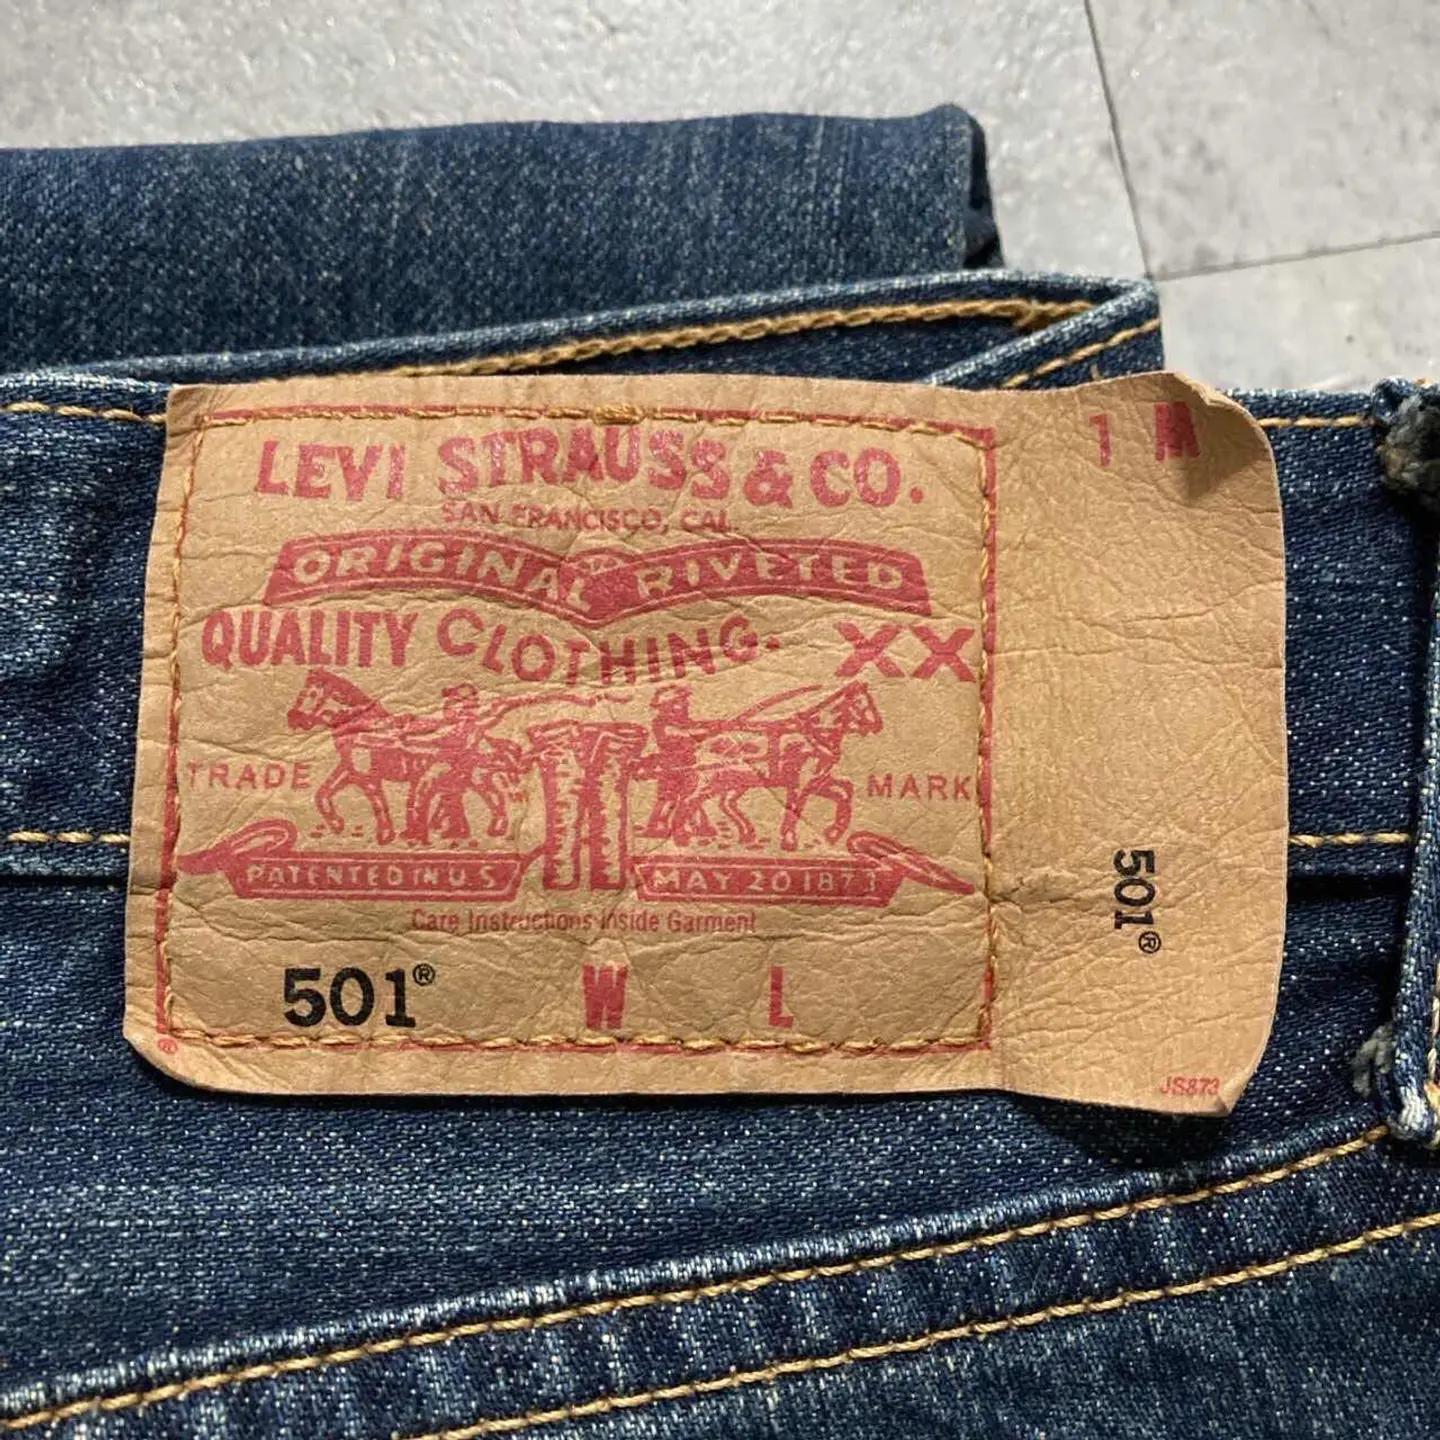 LEVI STRAUSS & CO.
SAN FRANCISCO, CAL.
ORIGINAL RIVETED
QUALITY CLOTHING. XX
TRADE MARK
PATENTED IN U.S. MAY 20 1873
Care Instructions Inside Garment
501® W L
®
1 M
501®
JS873